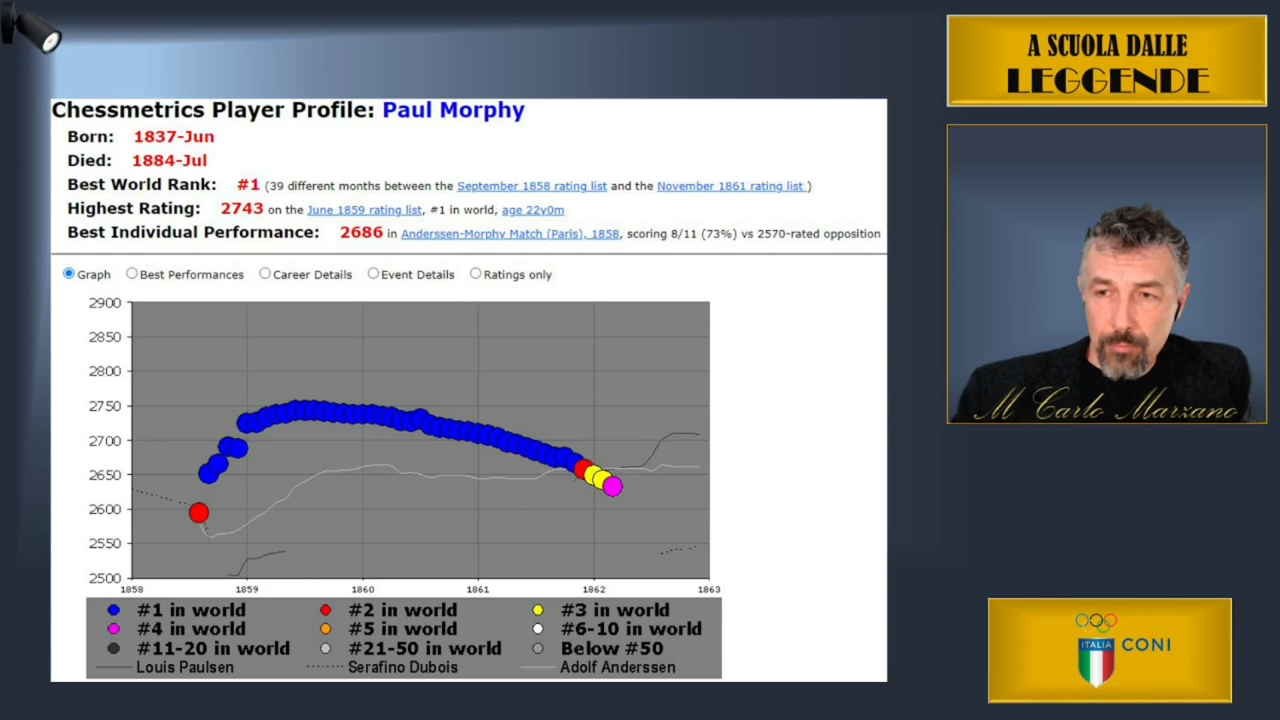 Chessmetrics Player Profile: Paul Morphy
Born: 1837-Jun
Died: 1884-Jul
Best World Rank: #1 (39 different months between the September 1858 rating list and the November 1861 rating list )
Highest Rating: 2743 on the June 1859 rating list, #1 in world, age 22y0m
Best Individual Performance: 2686 in Anderssen-Morphy Match (Paris), 1858, scoring 8/11 (73%) vs 2570-rated opposition
Graph Best Performances Career Details Event Details Ratings only
2900
2850
2800
2750
2700
2650
2600
2550
2500
1858 1859 1860 1861 1862 1863
#1 in world #2 in world #3 in world
#4 in world #5 in world #6-10 in world
#11-20 in world #21-50 in world Below #50
Louis Paulsen Serafino Dubois Adolf Anderssen
A SCUOLA DALLE
LEGGENDE
M Carlo Marzano
ITALIA CONI